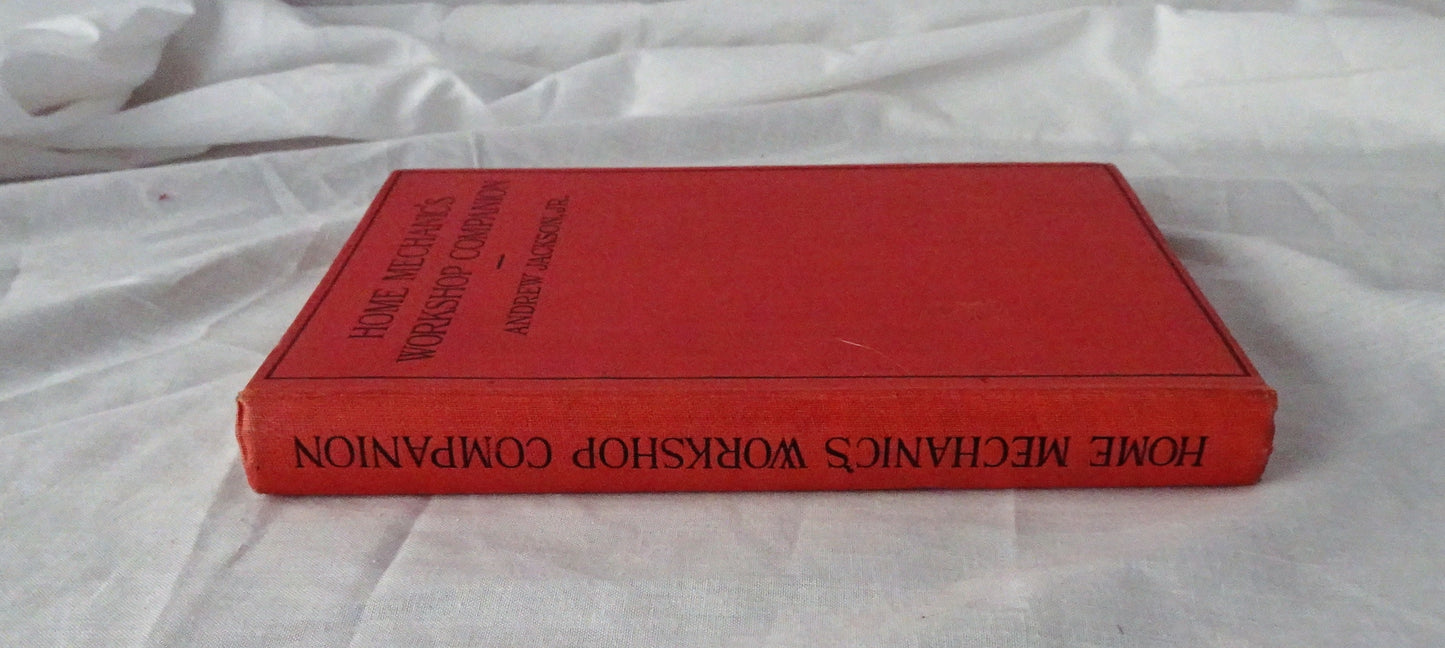 HOME MECHANIC'S
WORKSHOP COMPANION
—
ANDREW JACKSON, JR.
HOME MECHANIC'S WORKSHOP COMPANION